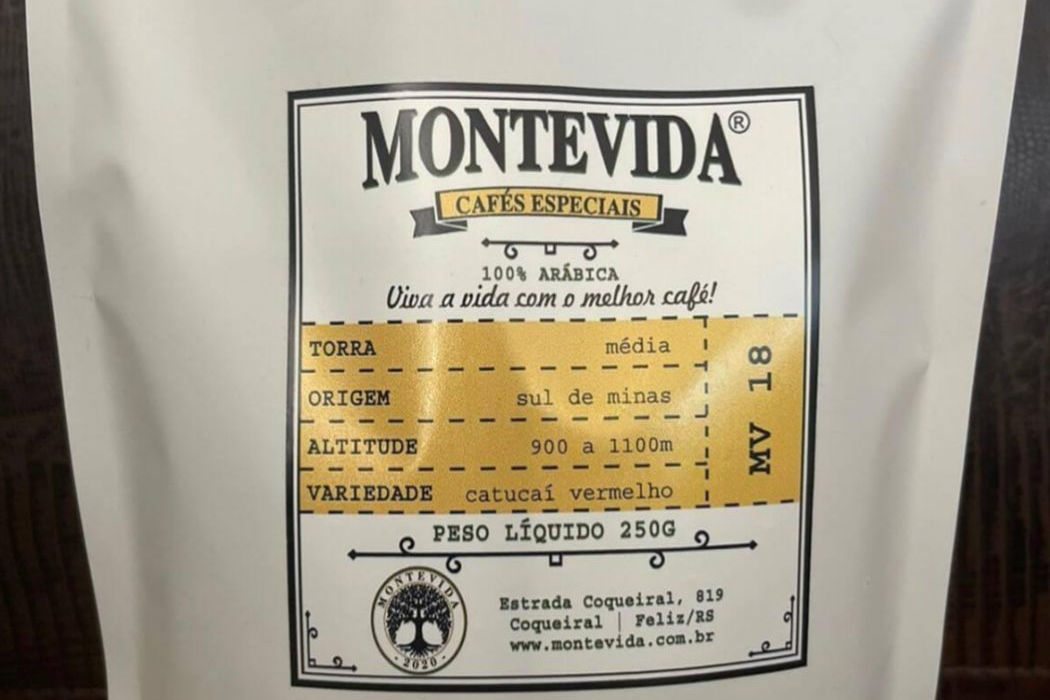 MONTEVIDA®
CAFÉS ESPECIAIS
100% ARÁBICA
Viva a vida com o melhor café!
TORRA média
ORIGEM sul de minas
ALTITUDE 900 a 1100m
VARIEDADE catucaí vermelho
MV 18
PESO LÍQUIDO 250G
MONTEVIDA
2020
Estrada Coqueiral, 819
Coqueiral | Feliz/RS
www.montevida.com.br